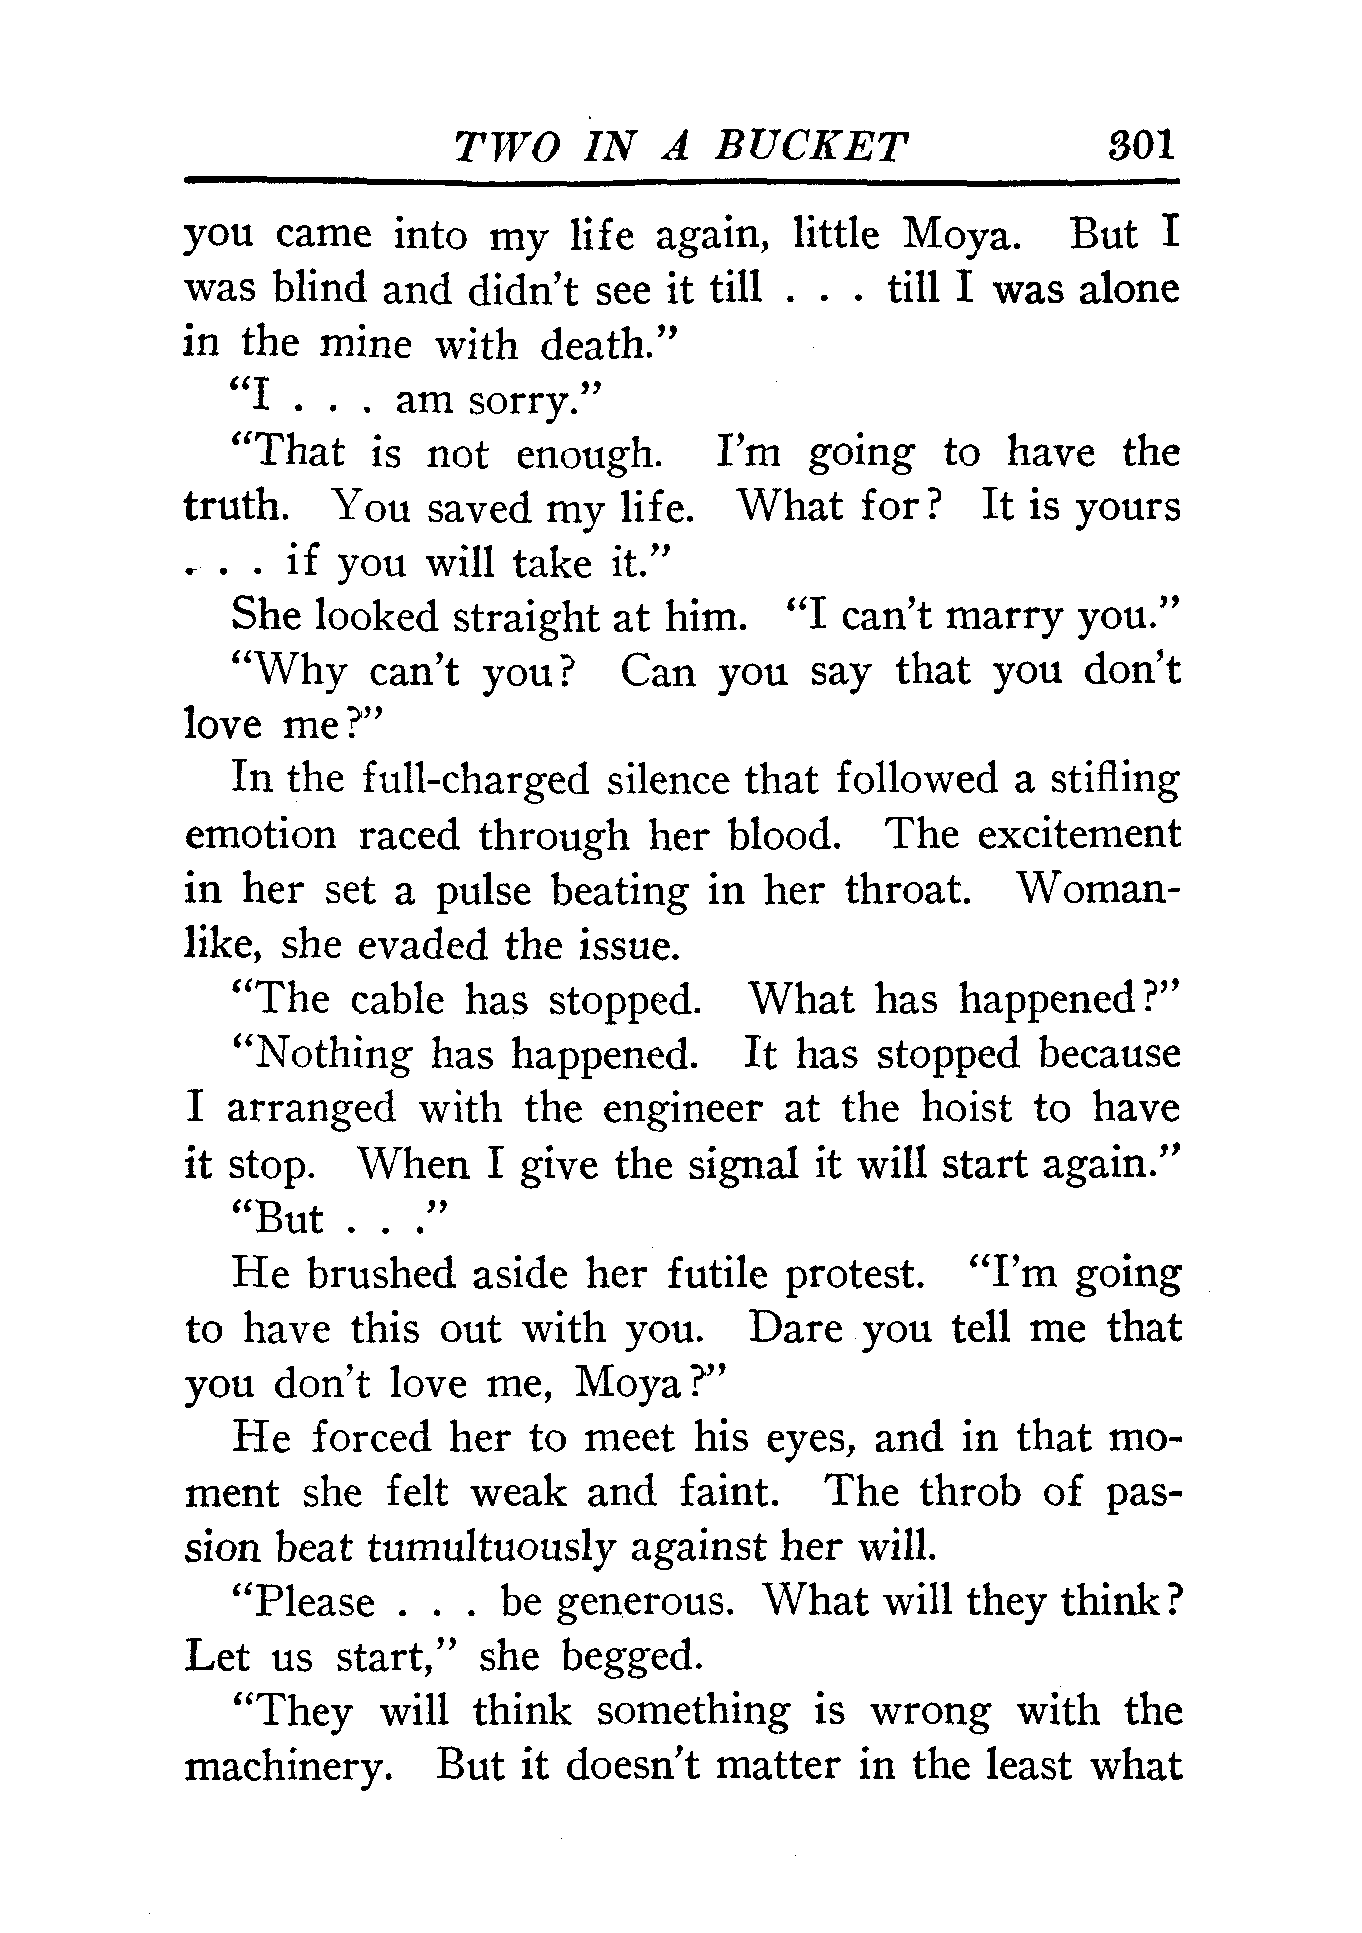 TWO IN A BUCKET 301
you came into my life again, little Moya. But I
was blind and didn't see it till . . . till I was alone
in the mine with death."
"I . . . am sorry."
"That is not enough. I'm going to have the
truth. You saved my life. What for? It is yours
. . . if you will take it."
She looked straight at him. "I can't marry you."
"Why can't you? Can you say that you don't
love me?"
In the full-charged silence that followed a stifling
emotion raced through her blood. The excitement
in her set a pulse beating in her throat. Woman-
like, she evaded the issue.
"The cable has stopped. What has happened?"
"Nothing has happened. It has stopped because
I arranged with the engineer at the hoist to have
it stop. When I give the signal it will start again."
"But . . ."
He brushed aside her futile protest. "I'm going
to have this out with you. Dare you tell me that
you don't love me, Moya?"
He forced her to meet his eyes, and in that mo-
ment she felt weak and faint. The throb of pas-
sion beat tumultuously against her will.
"Please . . . be generous. What will they think?
Let us start," she begged.
"They will think something is wrong with the
machinery. But it doesn't matter in the least what